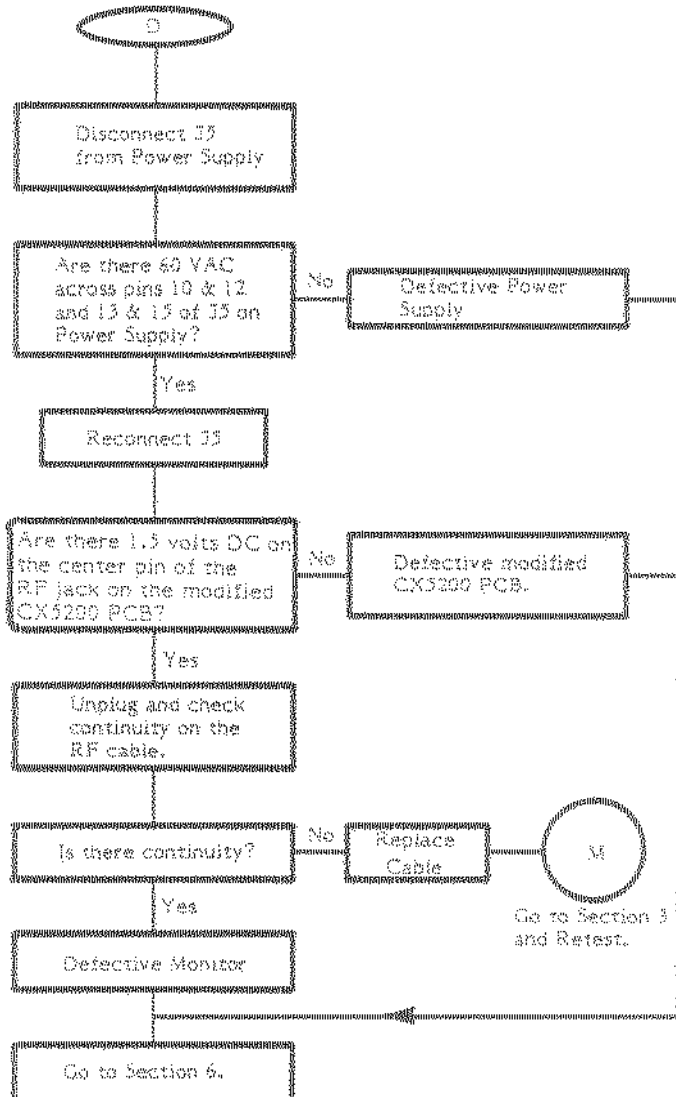 D
Disconnect J5
from Power Supply
Are there 60 VAC
across pins 10 & 12
and 13 & 15 of J5 on
Power Supply?
No
Defective Power
Supply
Yes
Reconnect J5
Are there 1.5 volts DC on
the center pin of the
RF jack on the modified
CX5200 PCB?
No
Defective modified
CX5200 PCB.
Yes
Unplug and check
continuity on the
RF cable.
Is there continuity?
No
Replace
Cable
M
Yes
Go to Section 3
and Retest.
Defective Monitor
Go to Section 6.